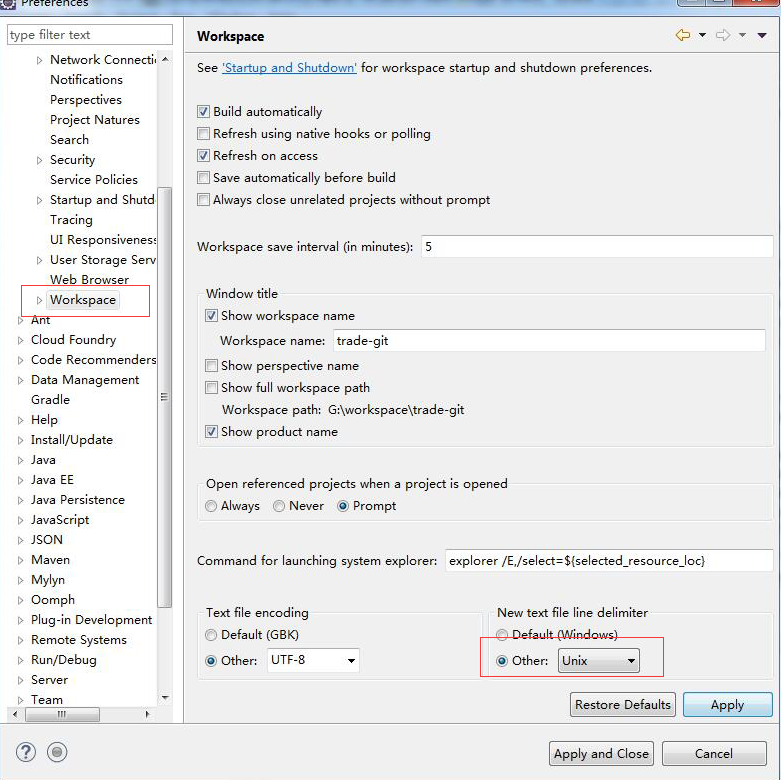 Preferences
type filter text
Network Connecti
Notifications
Perspectives
Project Natures
Search
Security
Service Policies
Startup and Shutd
Tracing
UI Responsiveness
User Storage Serv
Web Browser
Workspace
Ant
Cloud Foundry
Code Recommenders
Data Management
Gradle
Help
Install/Update
Java
Java EE
Java Persistence
JavaScript
JSON
Maven
Mylyn
Oomph
Plug-in Development
Remote Systems
Run/Debug
Server
Team
Workspace
See 'Startup and Shutdown' for workspace startup and shutdown preferences.
Build automatically
Refresh using native hooks or polling
Refresh on access
Save automatically before build
Always close unrelated projects without prompt
Workspace save interval (in minutes): 5
Window title
Show workspace name
Workspace name: trade-git
Show perspective name
Show full workspace path
Workspace path: G:\workspace\trade-git
Show product name
Open referenced projects when a project is opened
Always Never Prompt
Command for launching system explorer: explorer /E,/select=${selected_resource_loc}
Text file encoding
Default (GBK)
Other: UTF-8
New text file line delimiter
Default (Windows)
Other: Unix
Restore Defaults Apply
? Apply and Close Cancel